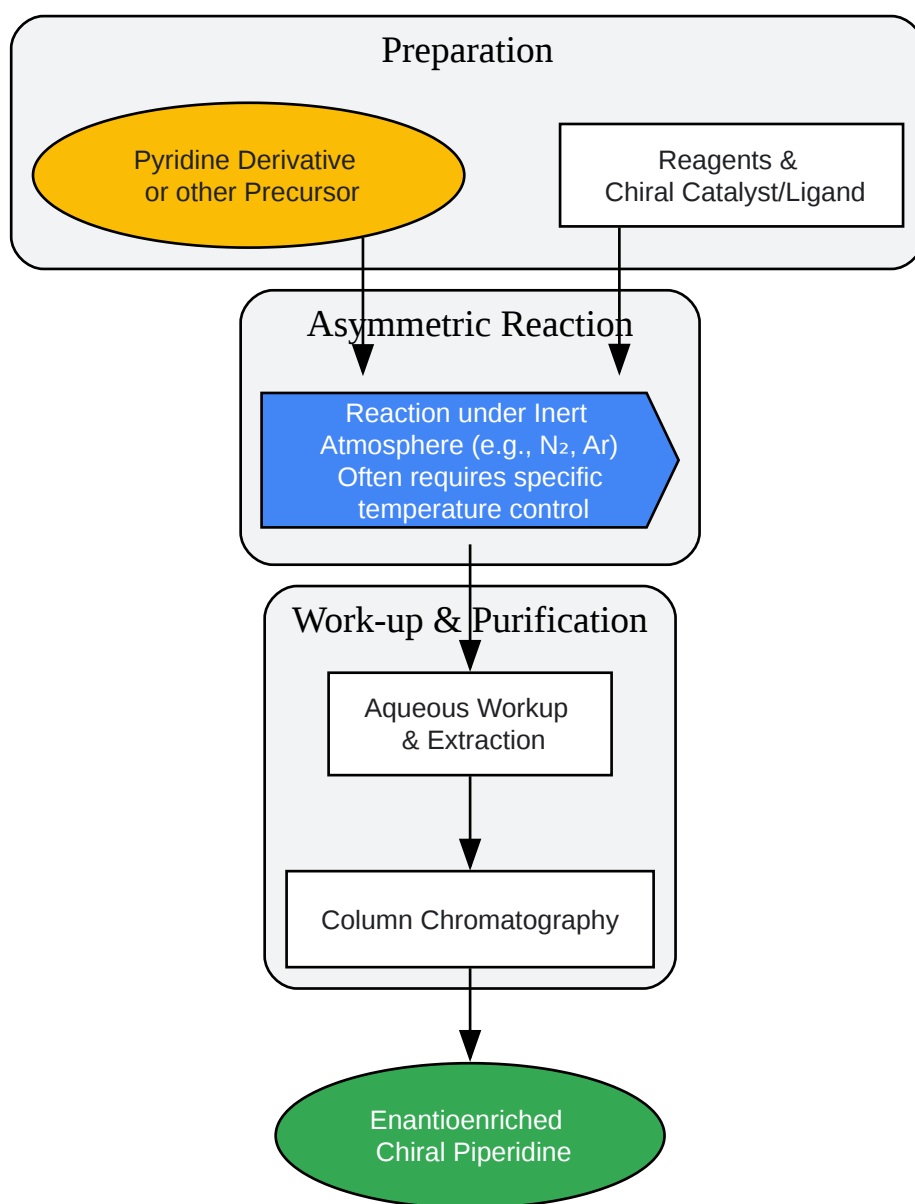 Preparation
Pyridine Derivative
or other Precursor
Reagents &
Chiral Catalyst/Ligand
Asymmetric Reaction
Reaction under Inert
Atmosphere (e.g., N₂, Ar)
Often requires specific
temperature control
Work-up & Purification
Aqueous Workup
& Extraction
Column Chromatography
Enantioenriched
Chiral Piperidine